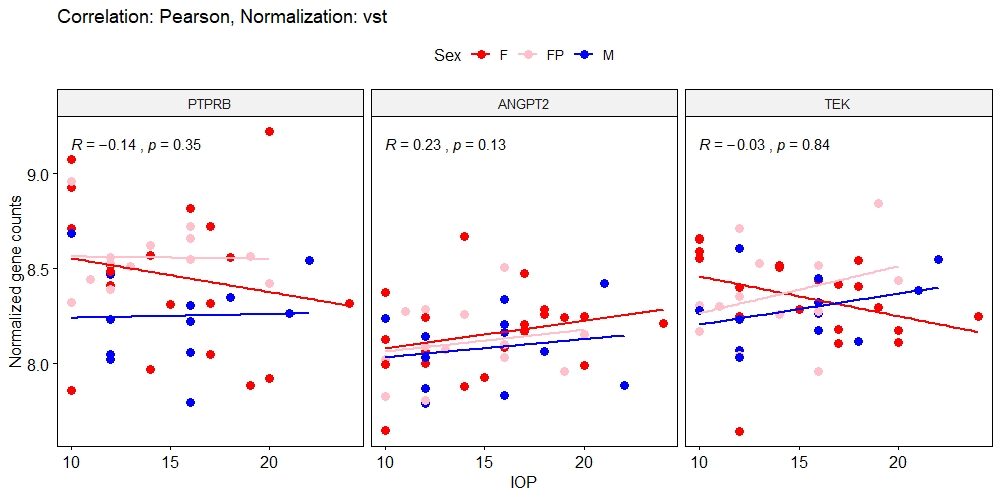 Correlation: Pearson, Normalization: vst
Sex F FP M
PTPRB ANGPT2 TEK
R = −0.14 , p = 0.35 R = 0.23 , p = 0.13 R = −0.03 , p = 0.84
9.0
8.5
8.0
Normalized gene counts
10 15 20 10 15 20 10 15 20
IOP